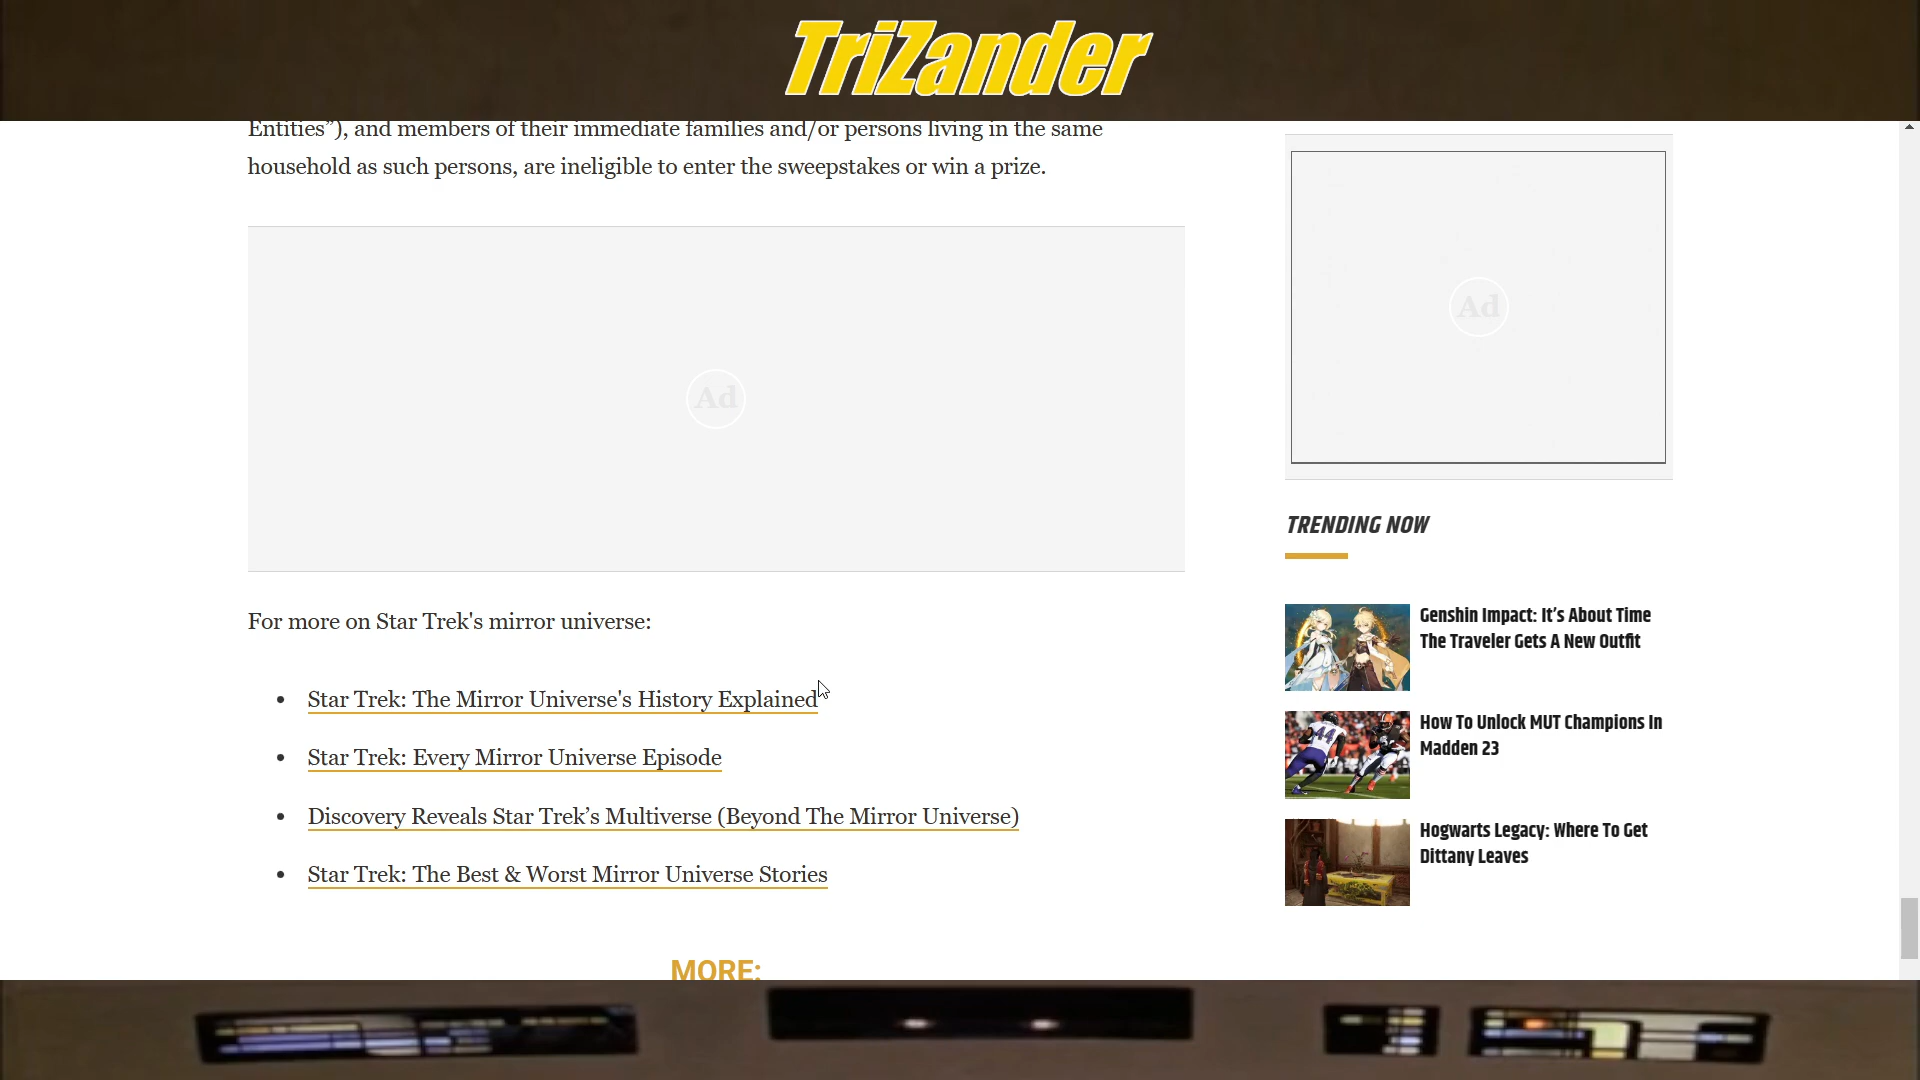 TriZander
Entities”), and members of their immediate families and/or persons living in the same
household as such persons, are ineligible to enter the sweepstakes or win a prize.
Ad
For more on Star Trek's mirror universe:
• Star Trek: The Mirror Universe's History Explained
• Star Trek: Every Mirror Universe Episode
• Discovery Reveals Star Trek’s Multiverse (Beyond The Mirror Universe)
• Star Trek: The Best & Worst Mirror Universe Stories
MORE:
Ad
TRENDING NOW
Genshin Impact: It’s About Time
The Traveler Gets A New Outfit
How To Unlock MUT Champions In
Madden 23
44
Hogwarts Legacy: Where To Get
Dittany Leaves